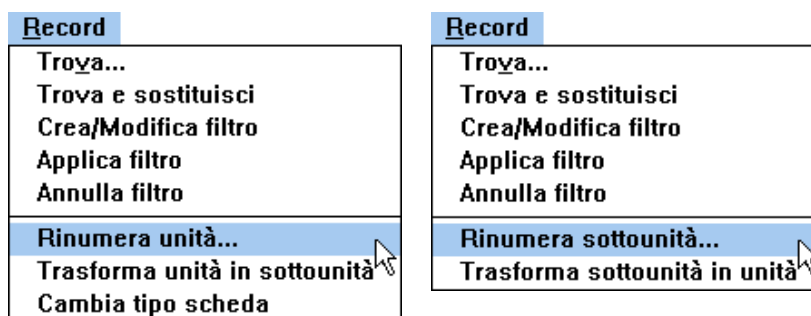 Record
Trova...
Trova e sostituisci
Crea/Modifica filtro
Applica filtro
Annulla filtro
Rinumera unità...
Trasforma unità in sottounità
Cambia tipo scheda
Record
Trova...
Trova e sostituisci
Crea/Modifica filtro
Applica filtro
Annulla filtro
Rinumera sottounità...
Trasforma sottounità in unità